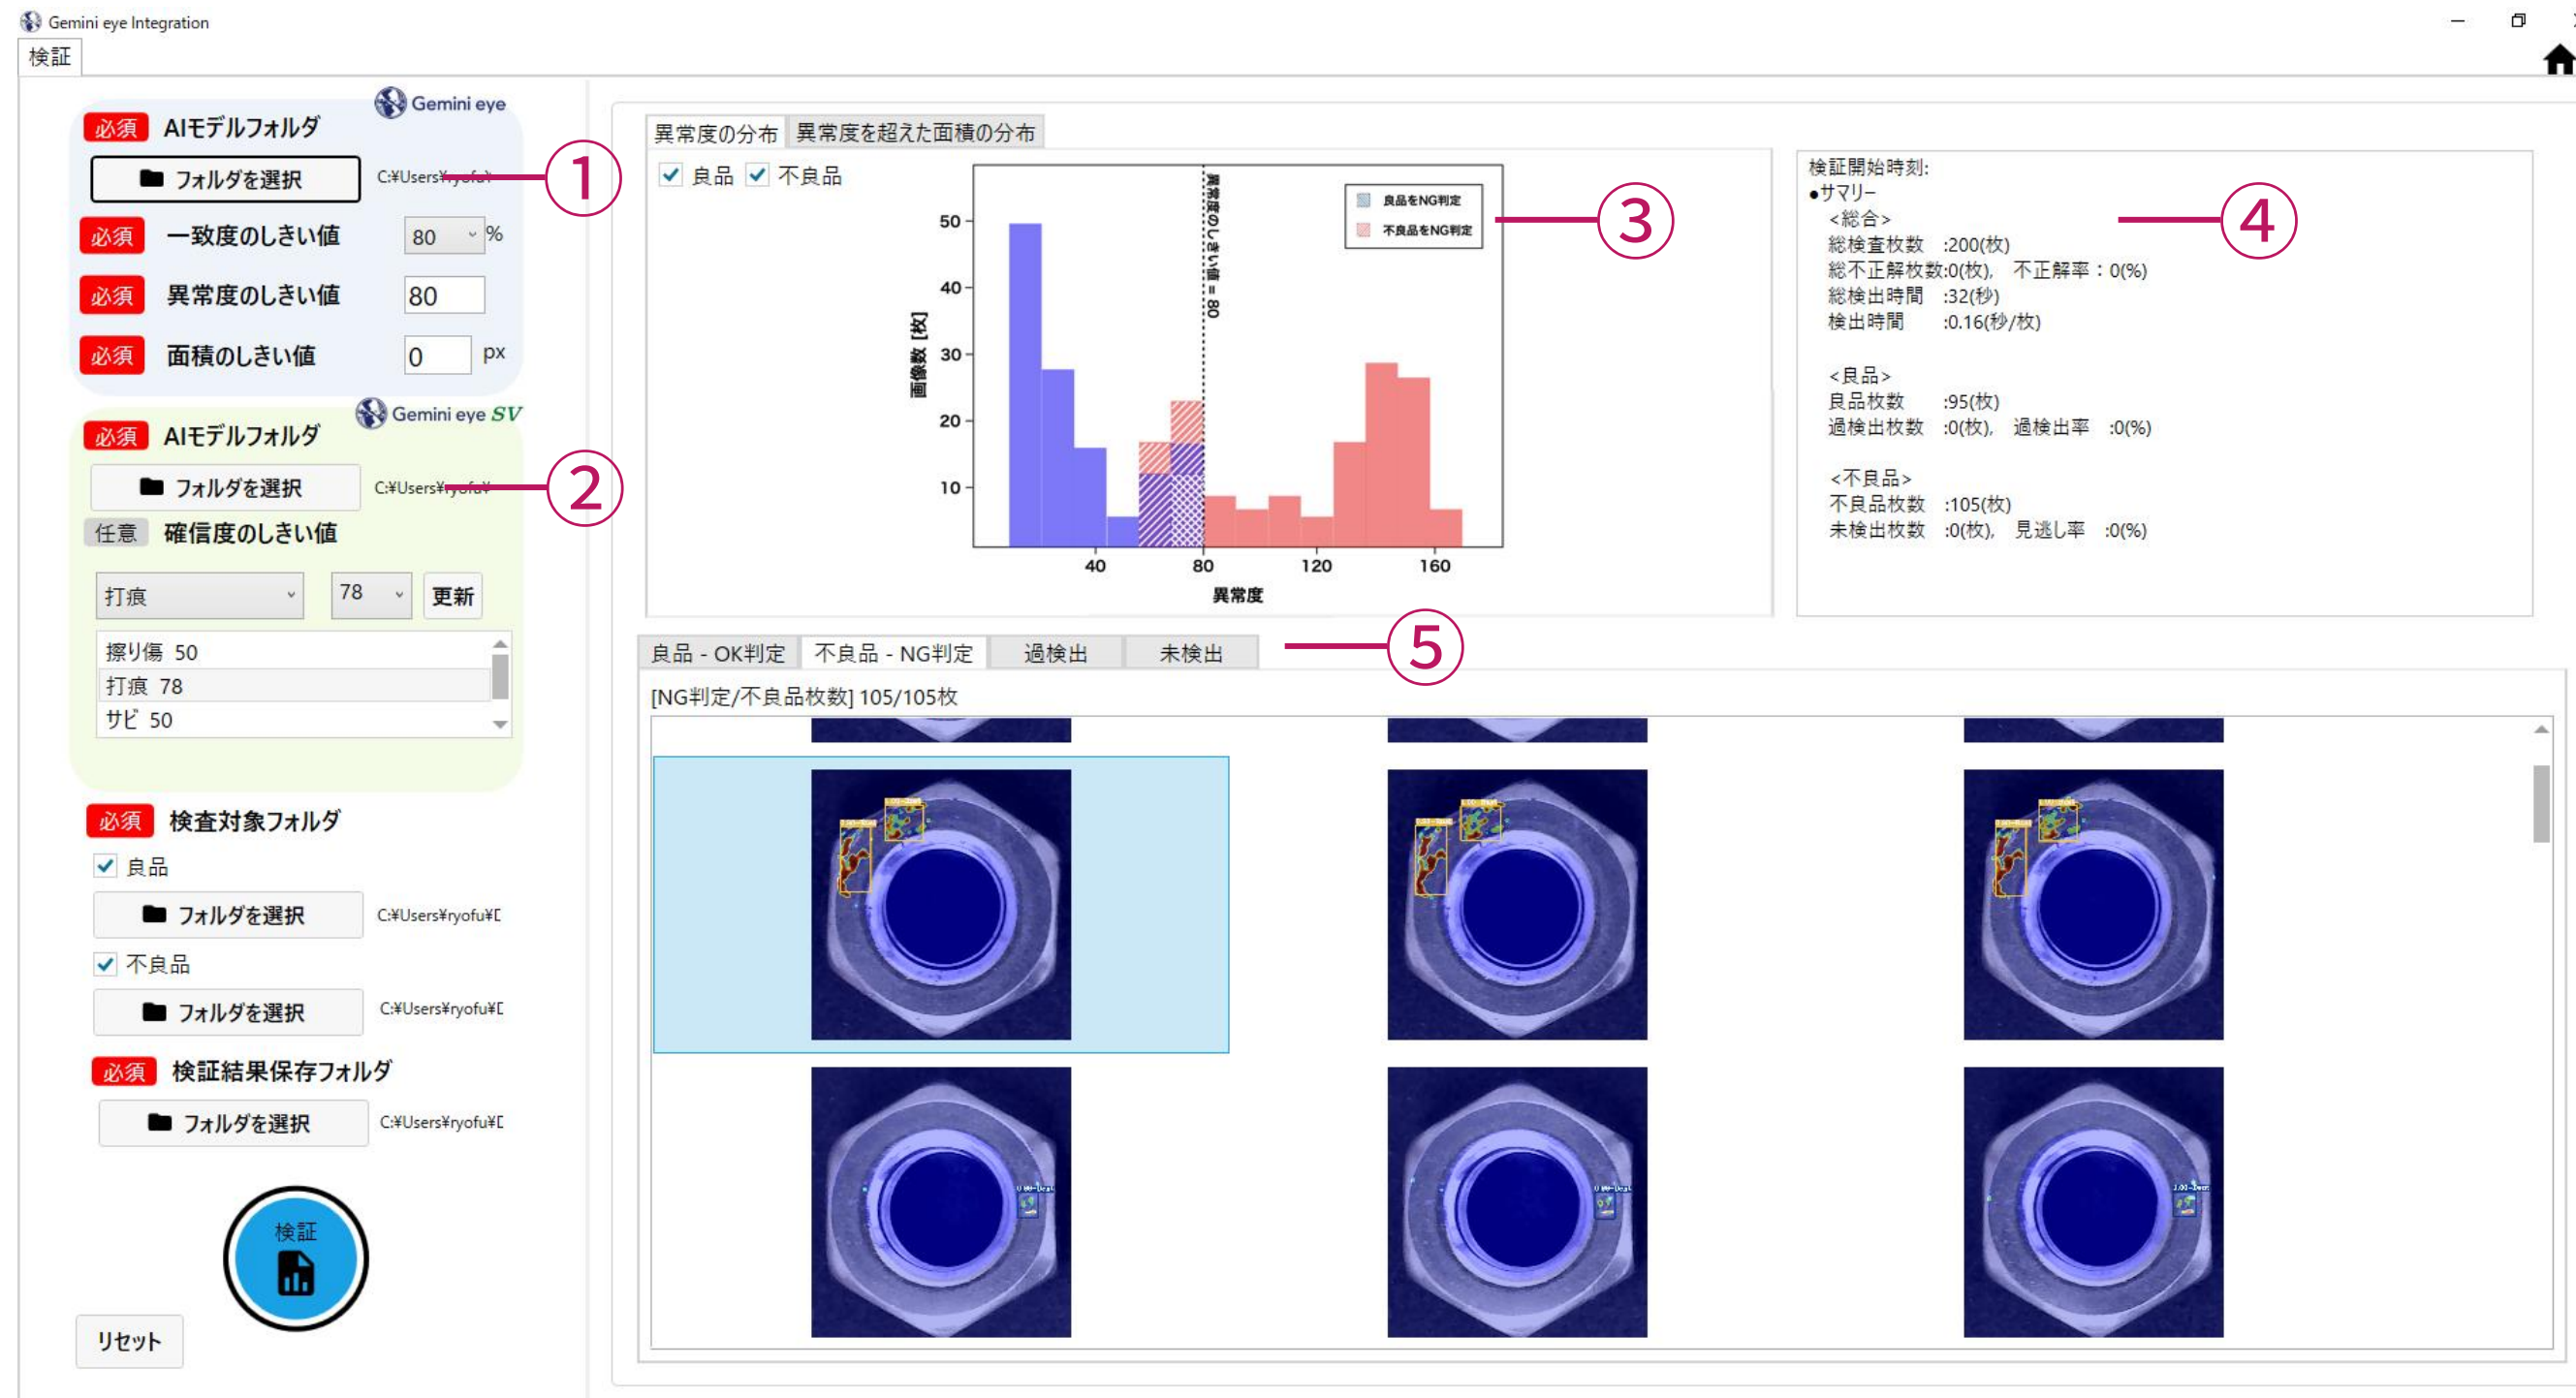 Gemini eye Integration
検証
Gemini eye
必須 AIモデルフォルダ
フォルダを選択 C:¥Users¥ryofu¥
①
必須 一致度のしきい値 80 %
必須 異常度のしきい値 80
必須 面積のしきい値 0 px
Gemini eye SV
必須 AIモデルフォルダ
フォルダを選択 C:¥Users¥ryofu¥
②
任意 確信度のしきい値
打痕 78 更新
擦り傷 50
打痕 78
サビ 50
必須 検査対象フォルダ
良品
フォルダを選択 C:¥Users¥ryofu¥D
不良品
フォルダを選択 C:¥Users¥ryofu¥D
必須 検証結果保存フォルダ
フォルダを選択 C:¥Users¥ryofu¥D
検証
リセット
異常度の分布 異常度を超えた面積の分布
良品 不良品
画像数 [枚]
50
40
30
20
10
異常度のしきい値 = 80
良品をNG判定
不良品をNG判定
③
40 80 120 160
異常度
検証開始時刻:
●サマリー
<総合>
総検査枚数 :200(枚)
総不正解枚数:0(枚), 不正解率：0(%)
総検出時間 :32(秒)
検出時間 :0.16(秒/枚)
<良品>
良品枚数 :95(枚)
過検出枚数 :0(枚), 過検出率 :0(%)
<不良品>
不良品枚数 :105(枚)
未検出枚数 :0(枚), 見逃し率 :0(%)
④
良品 - OK判定 不良品 - NG判定 過検出 未検出
⑤
[NG判定/不良品枚数] 105/105枚